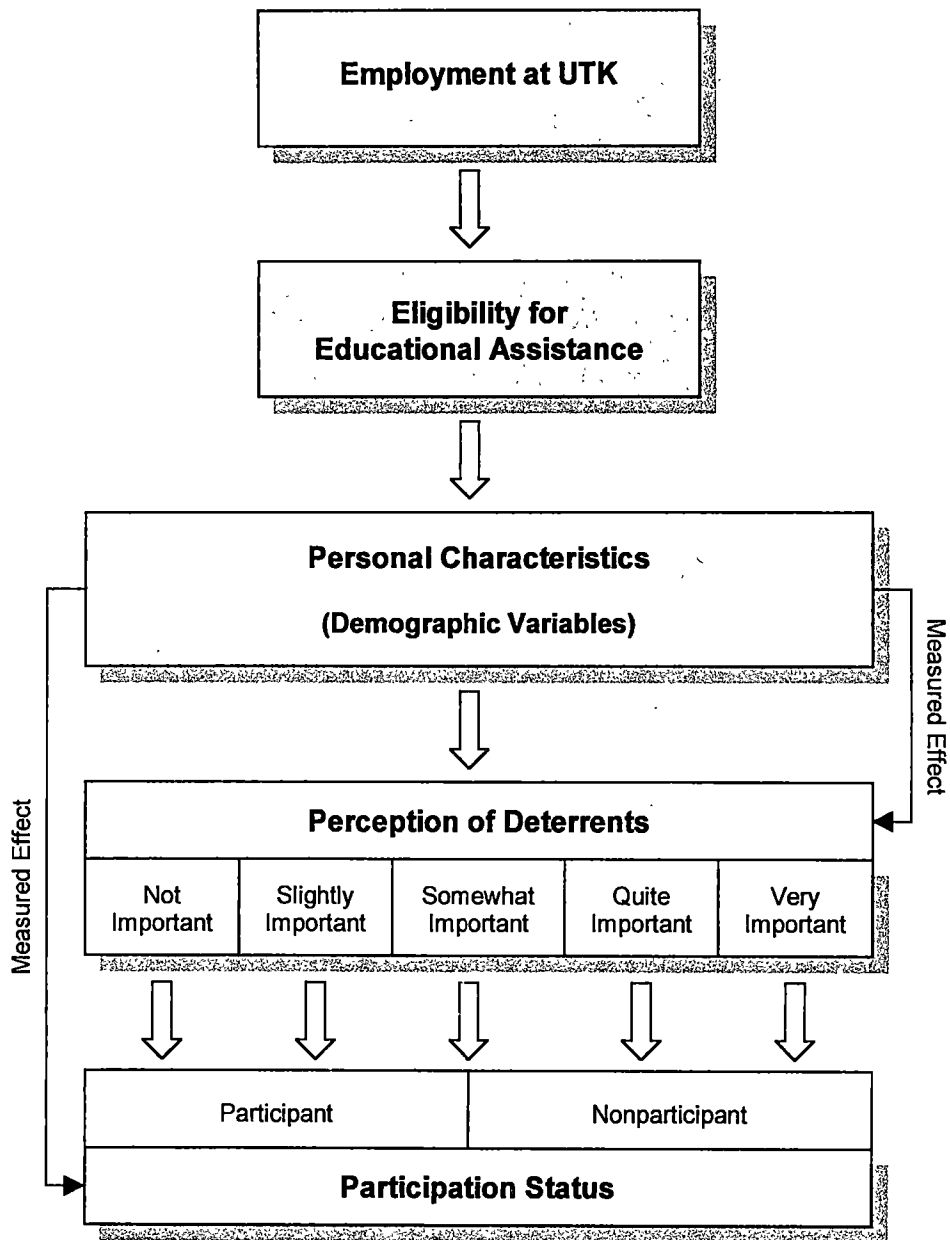 Employment at UTK
Eligibility for
Educational Assistance
Personal Characteristics
(Demographic Variables)
Measured Effect
Perception of Deterrents
Not
Important
Slightly
Important
Somewhat
Important
Quite
Important
Very
Important
Measured Effect
Participant
Nonparticipant
Participation Status